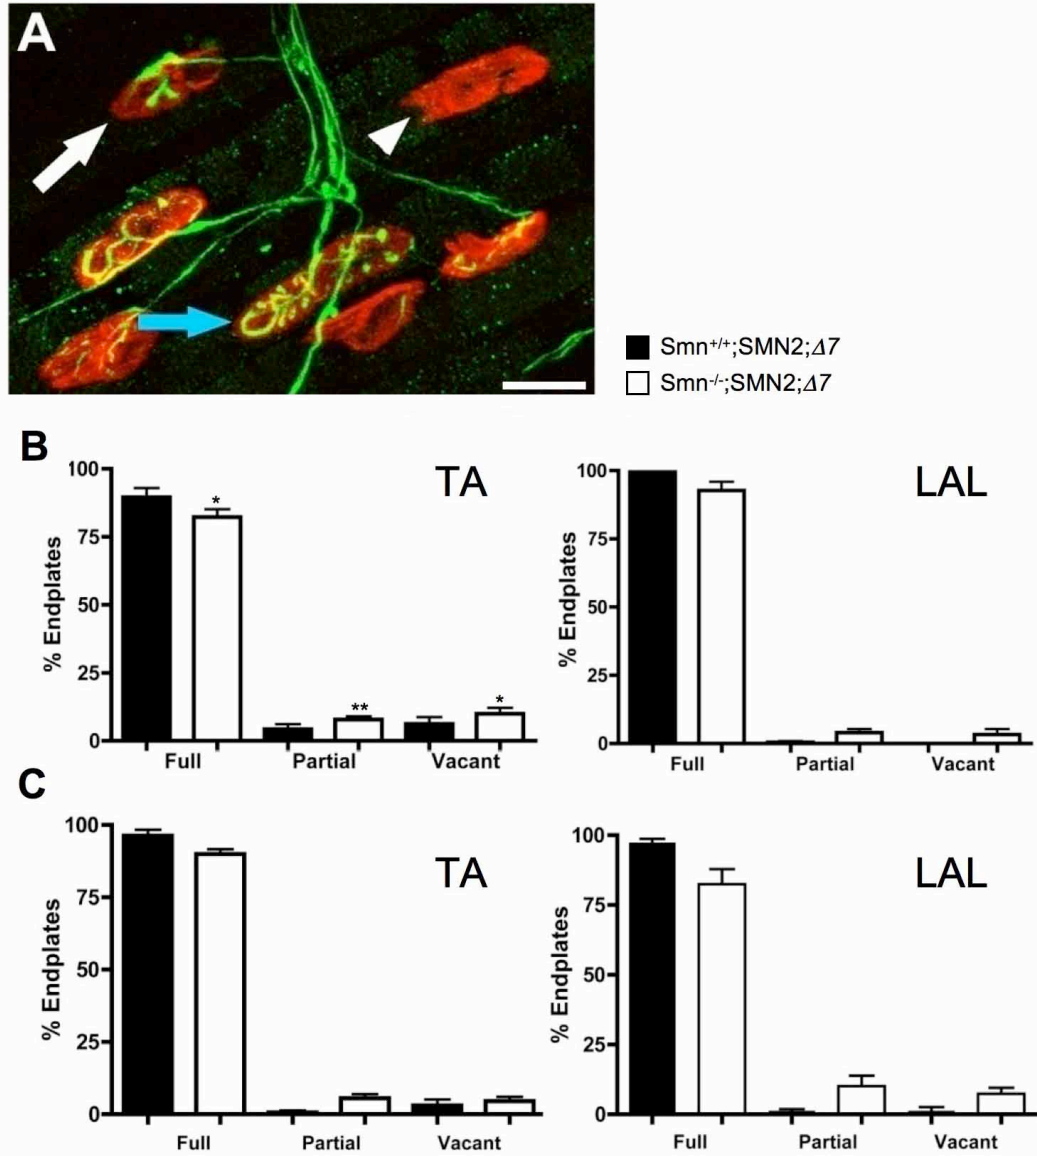 A
Smn+/+;SMN2;Δ7
Smn-/-;SMN2;Δ7
B
TA
% Endplates
100
75
50
25
0
*
**
*
Full Partial Vacant
LAL
% Endplates
100
75
50
25
0
Full Partial Vacant
C
TA
% Endplates
100
75
50
25
0
Full Partial Vacant
LAL
% Endplates
100
75
50
25
0
Full Partial Vacant